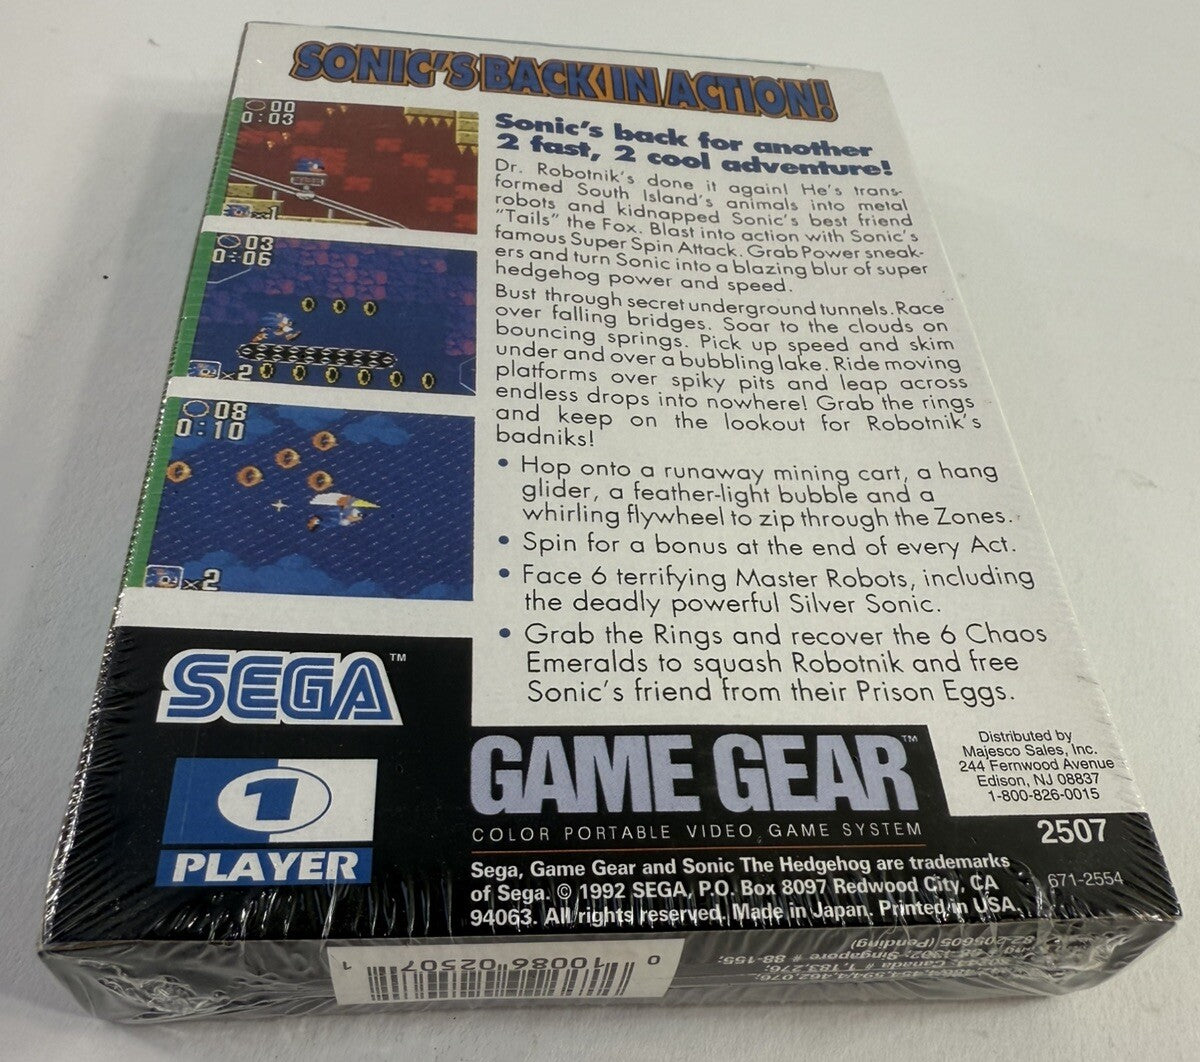 SONIC'S BACK IN ACTION!
00
0:03
03
0:06
×2
08
0:10
×2
Sonic's back for another
2 fast, 2 cool adventure!
Dr. Robotnik's done it again! He's trans-
formed South Island's animals into metal
robots and kidnapped Sonic's best friend
"Tails" the Fox. Blast into action with Sonic's
famous Super Spin Attack. Grab Power sneak-
ers and turn Sonic into a blazing blur of super
hedgehog power and speed.
Bust through secret underground tunnels. Race
over falling bridges. Soar to the clouds on
bouncing springs. Pick up speed and skim
under and over a bubbling lake. Ride moving
platforms over spiky pits and leap across
endless drops into nowhere! Grab the rings
and keep on the lookout for Robotnik's
badniks!
• Hop onto a runaway mining cart, a hang
glider, a feather-light bubble and a
whirling flywheel to zip through the Zones.
• Spin for a bonus at the end of every Act.
• Face 6 terrifying Master Robots, including
the deadly powerful Silver Sonic.
• Grab the Rings and recover the 6 Chaos
Emeralds to squash Robotnik and free
Sonic's friend from their Prison Eggs.
SEGA™
1
PLAYER
GAME GEAR™
COLOR PORTABLE VIDEO GAME SYSTEM
Sega, Game Gear and Sonic The Hedgehog are trademarks
of Sega. © 1992 SEGA, P.O. Box 8097 Redwood City, CA
94063. All rights reserved. Made in Japan. Printed in USA.
Distributed by
Majesco Sales, Inc.
244 Fernwood Avenue
Edison, NJ 08837
1-800-826-0015
2507
671-2554
0 10086 02507 1
82-205605 (Pending)
Singapore # 88-155;
Canada # 1,183,276;